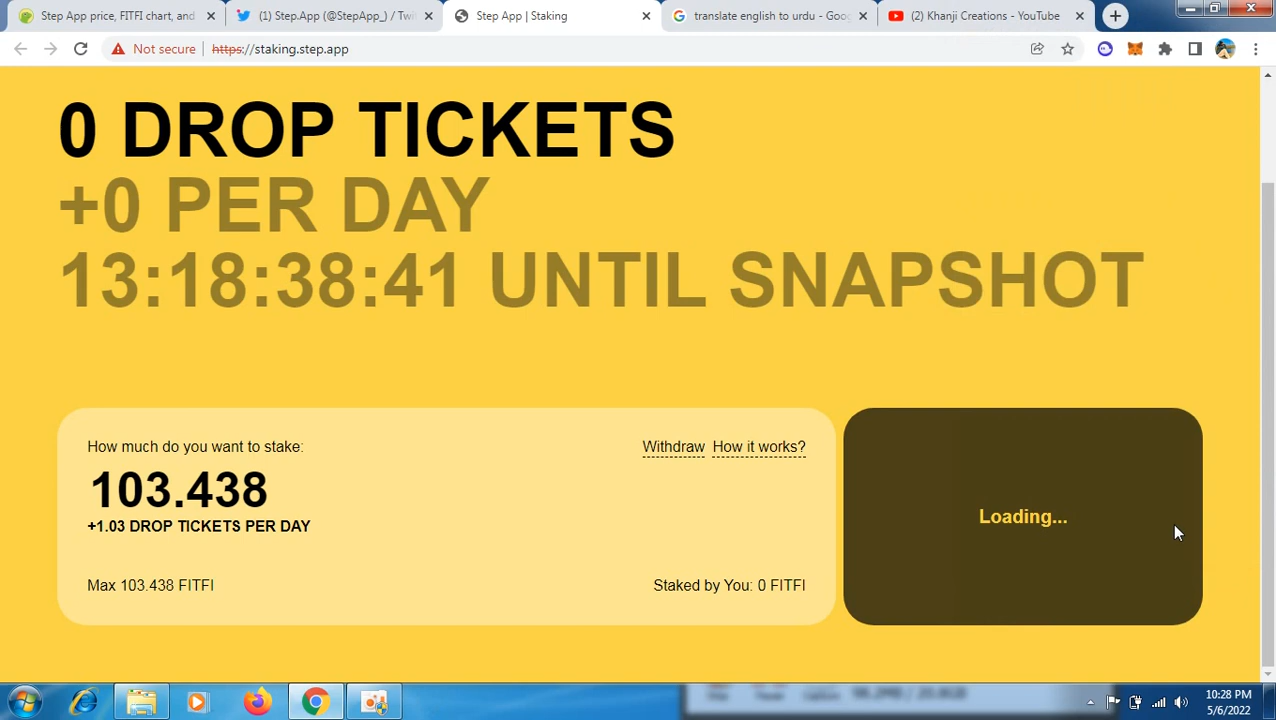 Step App price, FITFI chart, and
(1) Step.App (@StepApp_) / Twi
Step App | Staking
translate english to urdu - Goo
(2) Khanji Creations - YouTube
Not secure
https://staking.step.app
0 DROP TICKETS
+0 PER DAY
13:18:38:41 UNTIL SNAPSHOT
How much do you want to stake:
Withdraw How it works?
103.438
+1.03 DROP TICKETS PER DAY
Max 103.438 FITFI
Staked by You: 0 FITFI
Loading...
10:28 PM
5/6/2022